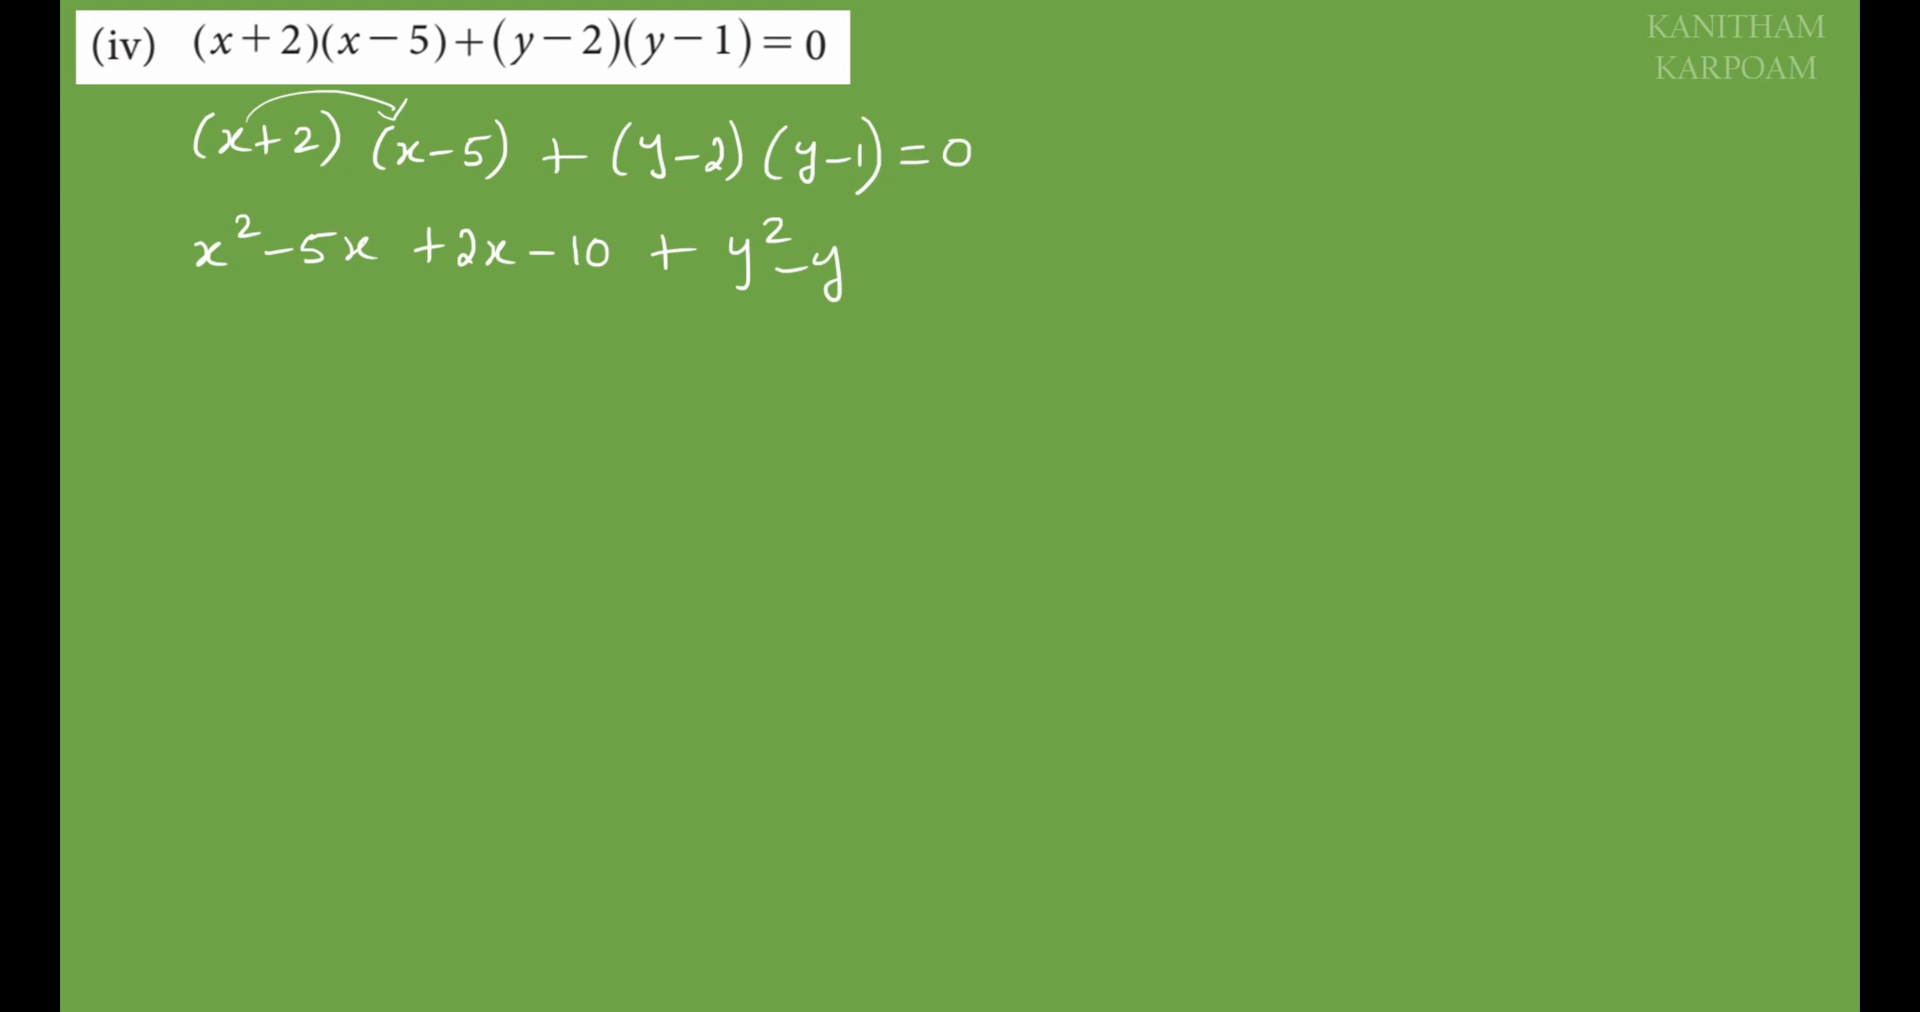 (iv) (x+2)(x−5)+(y−2)(y−1)=0
KANITHAM
KARPOAM
(x+2) (x−5) + (y−2) (y−1) = 0
x² −5x +2x −10 + y² −y